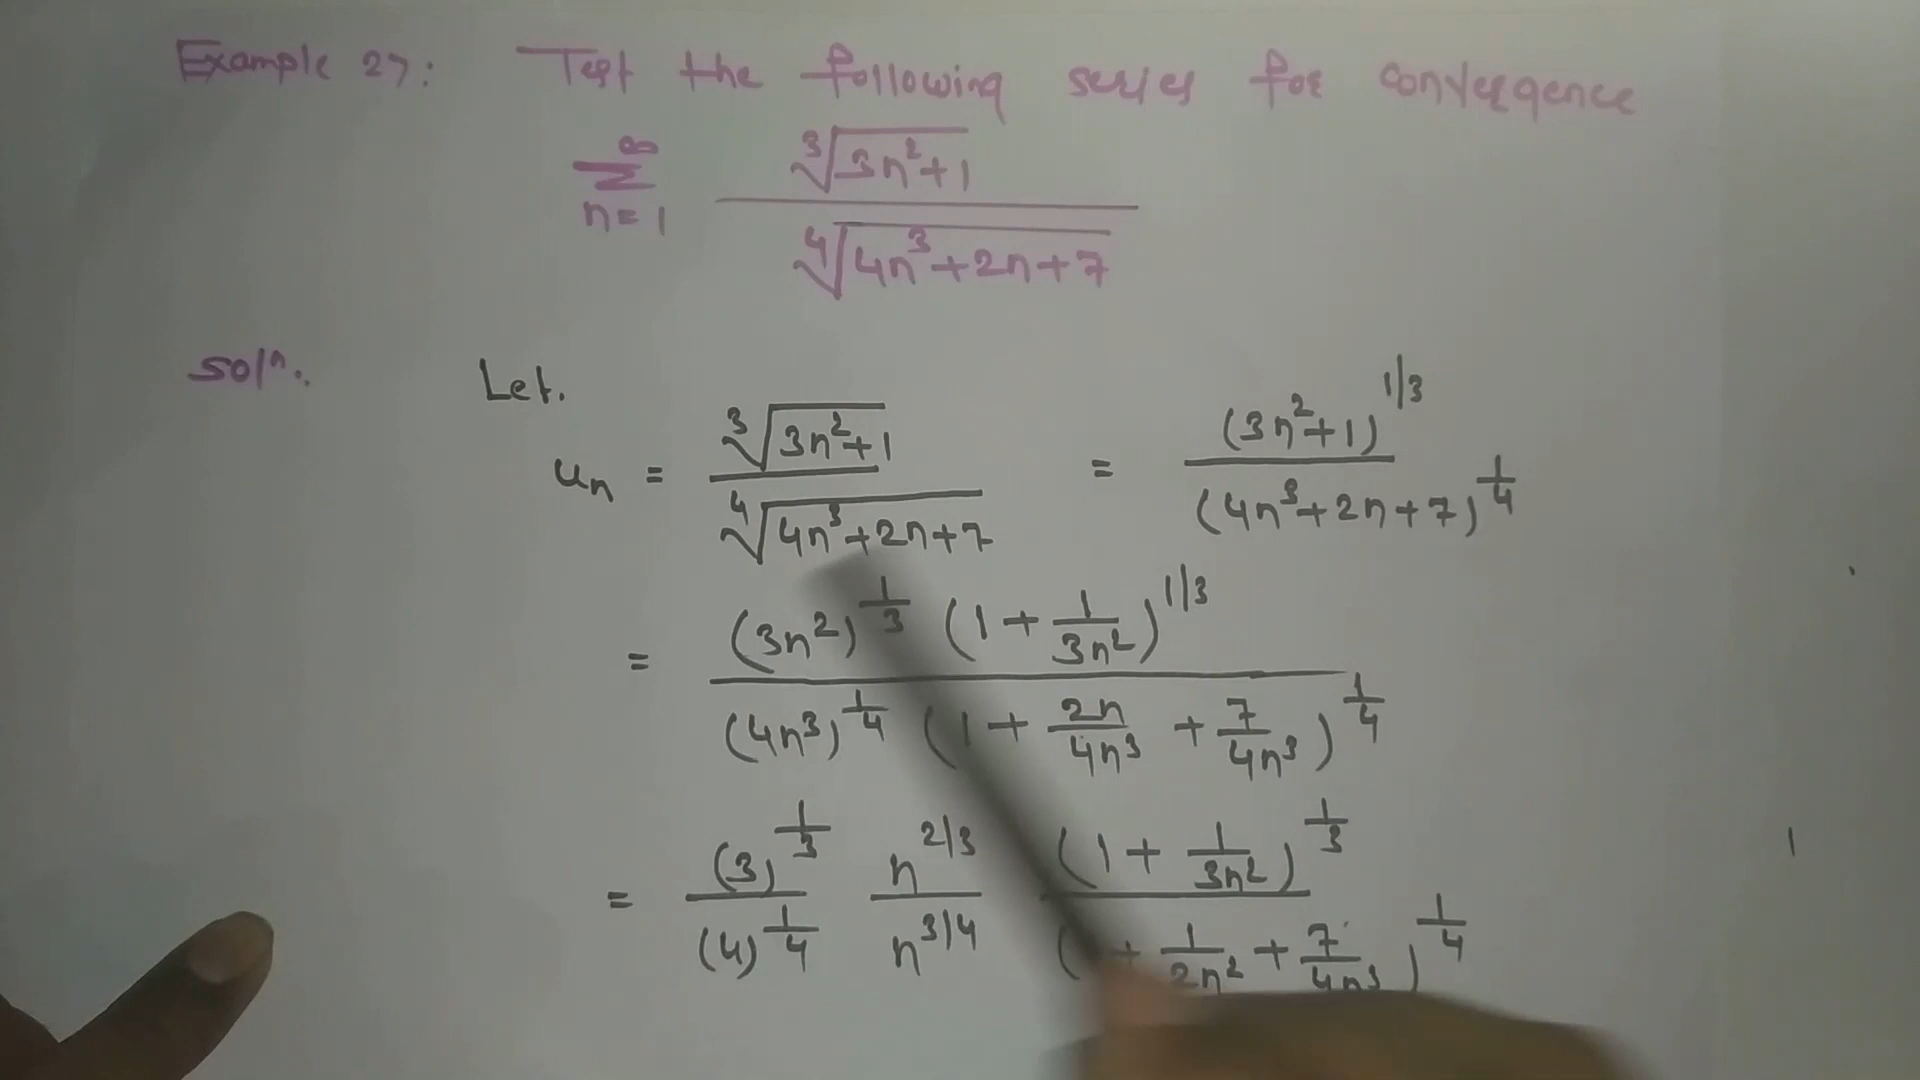 Example 27: Test the following series for convergence
∞ ∑ n=1 ∛(3n²+1) / ∜(4n³+2n+7)
Solⁿ. Let.
uₙ = ∛(3n²+1) / ∜(4n³+2n+7) = (3n²+1)^(1/3) / (4n³+2n+7)^(1/4)
= (3n²)^(1/3) (1+1/(3n²))^(1/3) / (4n³)^(1/4) (1+2n/(4n³)+7/(4n³))^(1/4)
= (3)^(1/3)/(4)^(1/4) n^(2/3)/n^(3/4) (1+1/(3n²))^(1/3) / ( + 1/(2n²)+7/(4n³))^(1/4)